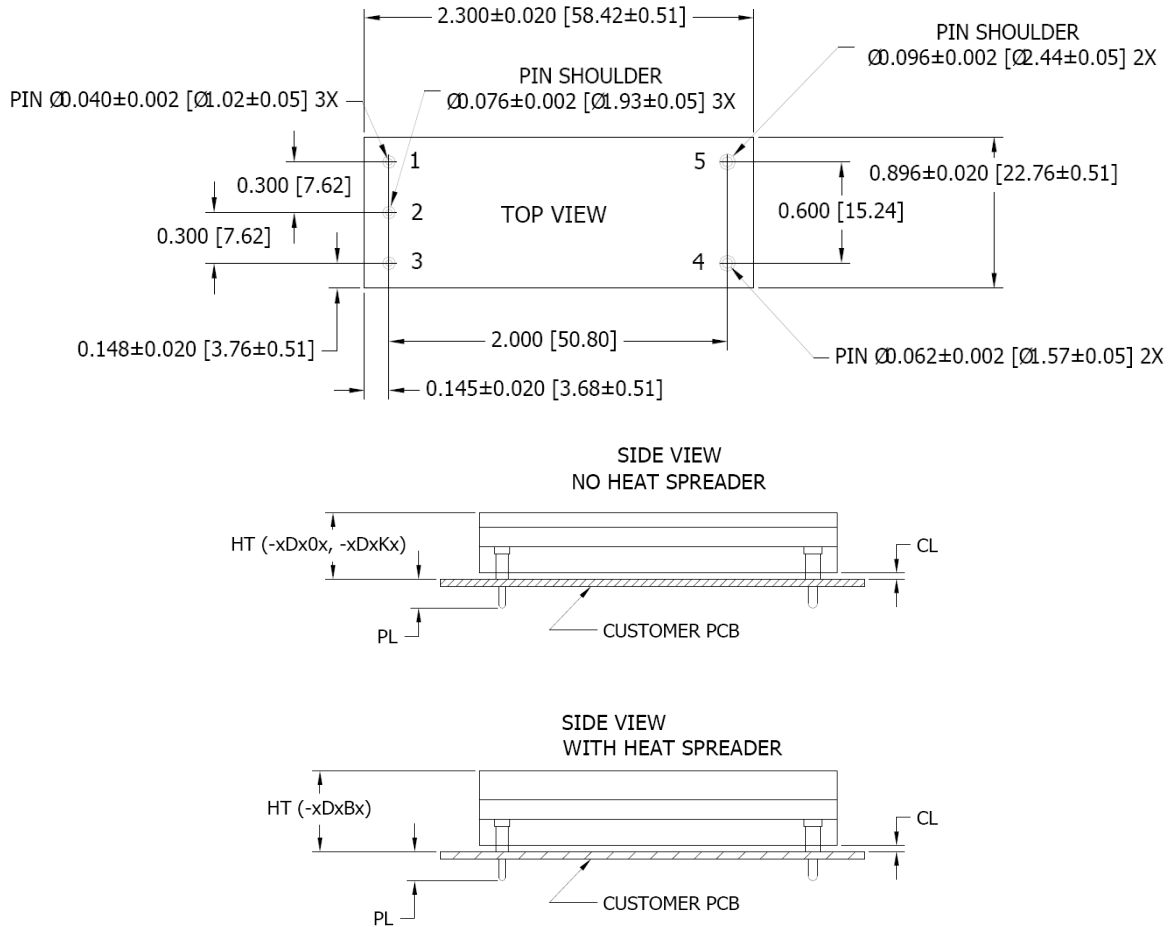 2.300±0.020 [58.42±0.51]
PIN SHOULDER
Ø0.096±0.002 [Ø2.44±0.05] 2X
PIN SHOULDER
Ø0.076±0.002 [Ø1.93±0.05] 3X
PIN Ø0.040±0.002 [Ø1.02±0.05] 3X
1
5
0.896±0.020 [22.76±0.51]
0.300 [7.62]
2
TOP VIEW
0.600 [15.24]
0.300 [7.62]
3
4
0.148±0.020 [3.76±0.51]
2.000 [50.80]
PIN Ø0.062±0.002 [Ø1.57±0.05] 2X
0.145±0.020 [3.68±0.51]
SIDE VIEW
NO HEAT SPREADER
HT (-xDx0x, -xDxKx)
CL
PL
CUSTOMER PCB
SIDE VIEW
WITH HEAT SPREADER
HT (-xDxBx)
CL
PL
CUSTOMER PCB